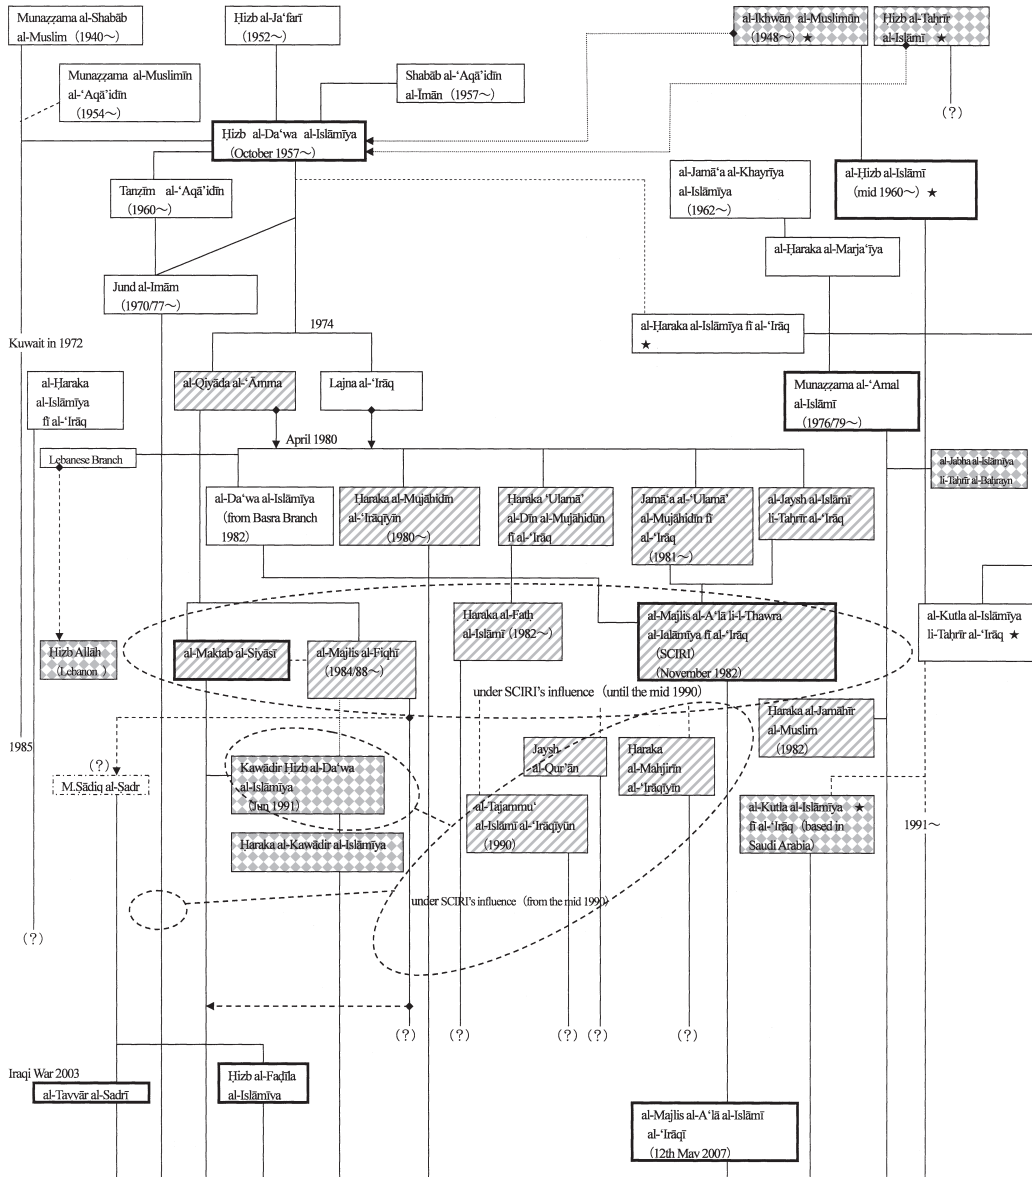 Munaẓẓama al-Shabāb
al-Muslim (1940～)
Ḥizb al-Ja‘farī
(1952～)
al-Ikhwān al-Muslimūn
(1948～) ★
Ḥizb al-Taḥrīr
al-Islāmī ★
Munaẓẓama al-Muslimīn
al-‘Aqā’idīn
(1954～)
Shabāb al-‘Aqā’idīn
al-Īmān (1957～)
(?)
Ḥizb al-Da‘wa al-Islāmīya
(October 1957～)
al-Jamā‘a al-Khayrīya
al-Islāmīya
(1962～)
al-Ḥizb al-Islāmī
(mid 1960～) ★
Tanẓīm al-‘Aqā’idīn
(1960～)
al-Ḥaraka al-Marja‘īya
Jund al-Imām
(1970/77～)
1974
al-Ḥaraka al-Islāmīya fī al-‘Irāq
★
Kuwait in 1972
al-Ḥaraka
al-Islāmīya
fī al-‘Irāq
al-Qiyāda al-‘Āmma
Lajna al-‘Irāq
Munaẓẓama al-‘Amal
al-Islāmī
(1976/79～)
April 1980
Lebanese Branch
al-Jabha al-Islāmīya
li-Taḥrīr al-Baḥrayn
al-Da‘wa al-Islāmīya
(from Basra Branch
1982)
Ḥaraka al-Mujāhidīn
al-‘Irāqīyīn
(1980～)
Ḥaraka ‘Ulamā’
al-Dīn al-Mujāhidūn
fī al-‘Irāq
Jamā‘a al-‘Ulamā’
al-Mujāhidīn fī
al-‘Irāq
(1981～)
al-Jaysh al-Islāmī
li-Taḥrīr al-‘Irāq
Ḥaraka al-Fatḥ
al-Islāmī (1982～)
al-Majlis al-A‘lā li-l-Thawra
al-Ialāmīya fī al-‘Irāq
(SCIRI)
(November 1982)
al-Kutla al-Islāmīya
li-Taḥrīr al-‘Irāq ★
Ḥizb Allāh
(Lebanon)
al-Maktab al-Siyāsī
al-Majlis al-Fiqhī
(1984/88～)
under SCIRI's influence (until the mid 1990)
Ḥaraka al-Jamāhīr
al-Muslim
(1982)
1985
(?)
M.Ṣādiq al-Ṣadr
Kawādir Ḥizb al-Da‘wa
al-Islāmīya
(Jun 1991)
Jaysh
al-Qur’ān
Ḥaraka
al-Mahjirīn
al-‘Irāqīyīn
al-Tajammu‘
al-Islāmī al-‘Irāqīyūn
(1990)
al-Kutla al-Islāmīya ★
fī al-‘Irāq (based in
Saudi Arabia)
1991～
Ḥaraka al-Kawādir al-Islāmīya
under SCIRI's influence (from the mid 1990)
(?)
(?)
(?)
(?)
(?)
(?)
Iraqi War 2003
al-Tayyār al-Sadrī
Ḥizb al-Faḍīla
al-Islāmīya
al-Majlis al-A‘lā al-Islāmī
al-‘Irāqī
(12th May 2007)